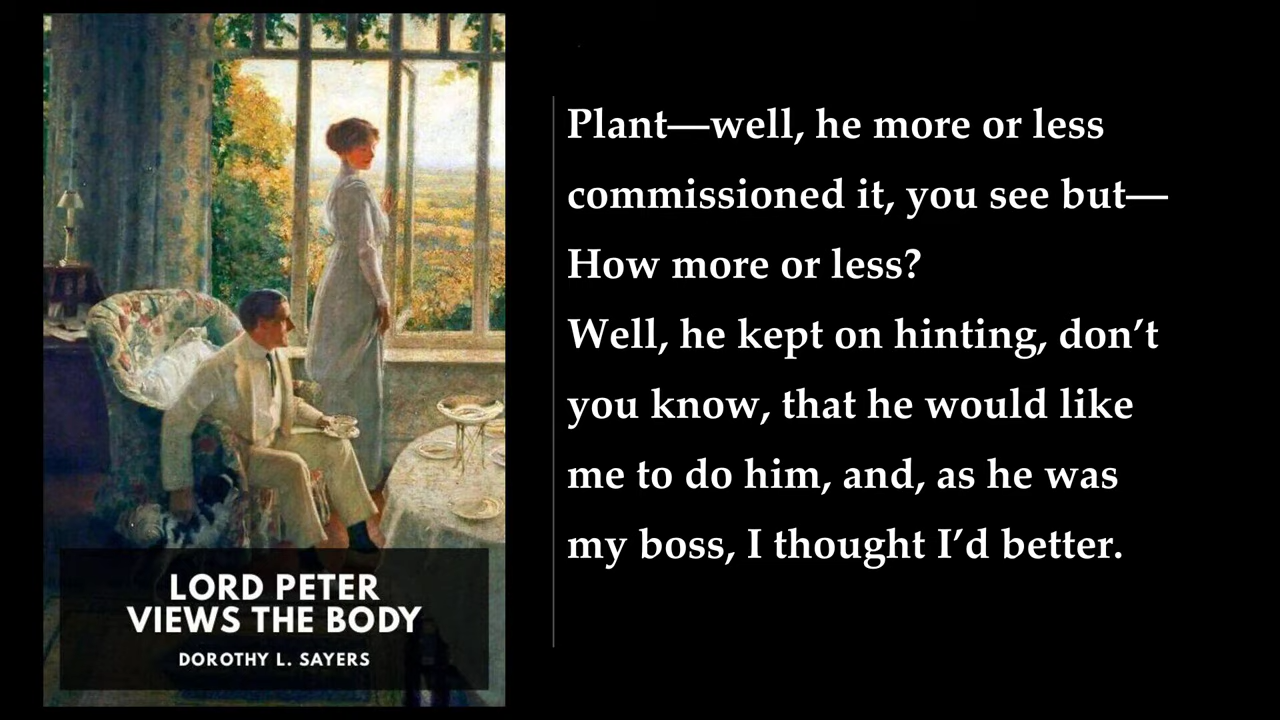 Plant—well, he more or less
commissioned it, you see but—
How more or less?
Well, he kept on hinting, don’t
you know, that he would like
me to do him, and, as he was
my boss, I thought I’d better.
LORD PETER
VIEWS THE BODY
DOROTHY L. SAYERS